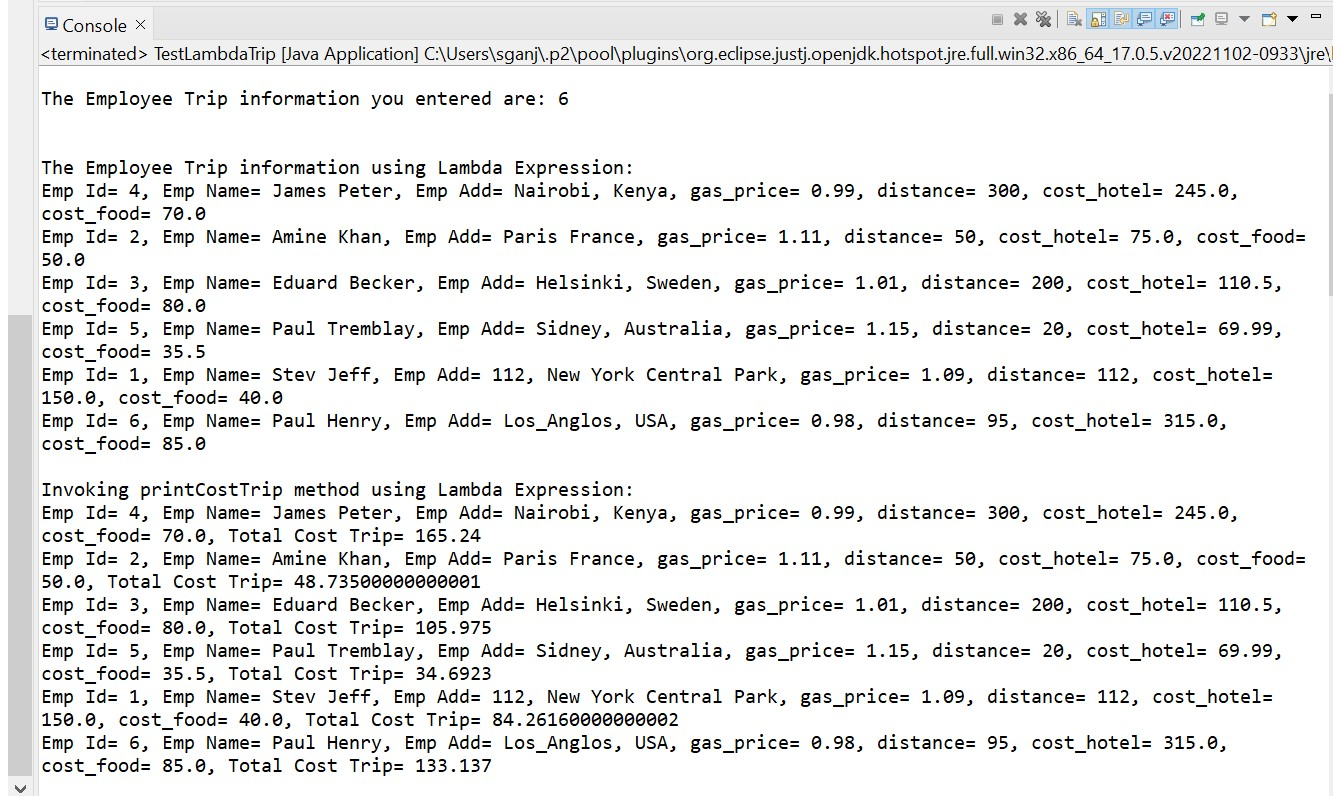 Console
<terminated> TestLambdaTrip [Java Application] C:\Users\sganj\.p2\pool\plugins\org.eclipse.justj.openjdk.hotspot.jre.full.win32.x86_64_17.0.5.v20221102-0933\jre\
The Employee Trip information you entered are: 6
The Employee Trip information using Lambda Expression:
Emp Id= 4, Emp Name= James Peter, Emp Add= Nairobi, Kenya, gas_price= 0.99, distance= 300, cost_hotel= 245.0,
cost_food= 70.0
Emp Id= 2, Emp Name= Amine Khan, Emp Add= Paris France, gas_price= 1.11, distance= 50, cost_hotel= 75.0, cost_food=
50.0
Emp Id= 3, Emp Name= Eduard Becker, Emp Add= Helsinki, Sweden, gas_price= 1.01, distance= 200, cost_hotel= 110.5,
cost_food= 80.0
Emp Id= 5, Emp Name= Paul Tremblay, Emp Add= Sidney, Australia, gas_price= 1.15, distance= 20, cost_hotel= 69.99,
cost_food= 35.5
Emp Id= 1, Emp Name= Stev Jeff, Emp Add= 112, New York Central Park, gas_price= 1.09, distance= 112, cost_hotel=
150.0, cost_food= 40.0
Emp Id= 6, Emp Name= Paul Henry, Emp Add= Los_Anglos, USA, gas_price= 0.98, distance= 95, cost_hotel= 315.0,
cost_food= 85.0
Invoking printCostTrip method using Lambda Expression:
Emp Id= 4, Emp Name= James Peter, Emp Add= Nairobi, Kenya, gas_price= 0.99, distance= 300, cost_hotel= 245.0,
cost_food= 70.0, Total Cost Trip= 165.24
Emp Id= 2, Emp Name= Amine Khan, Emp Add= Paris France, gas_price= 1.11, distance= 50, cost_hotel= 75.0, cost_food=
50.0, Total Cost Trip= 48.73500000000001
Emp Id= 3, Emp Name= Eduard Becker, Emp Add= Helsinki, Sweden, gas_price= 1.01, distance= 200, cost_hotel= 110.5,
cost_food= 80.0, Total Cost Trip= 105.975
Emp Id= 5, Emp Name= Paul Tremblay, Emp Add= Sidney, Australia, gas_price= 1.15, distance= 20, cost_hotel= 69.99,
cost_food= 35.5, Total Cost Trip= 34.6923
Emp Id= 1, Emp Name= Stev Jeff, Emp Add= 112, New York Central Park, gas_price= 1.09, distance= 112, cost_hotel=
150.0, cost_food= 40.0, Total Cost Trip= 84.26160000000002
Emp Id= 6, Emp Name= Paul Henry, Emp Add= Los_Anglos, USA, gas_price= 0.98, distance= 95, cost_hotel= 315.0,
cost_food= 85.0, Total Cost Trip= 133.137